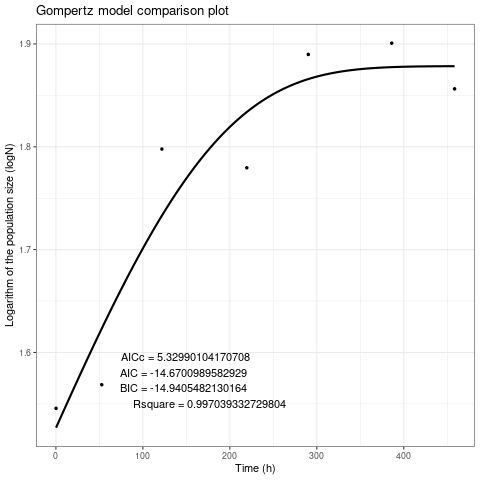 Gompertz model comparison plot
1.9
1.8
1.7
1.6
Logarithm of the population size (logN)
AICc = 5.32990104170708
AIC = -14.6700989582929
BIC = -14.9405482130164
Rsquare = 0.997039332729804
0 100 200 300 400
Time (h)